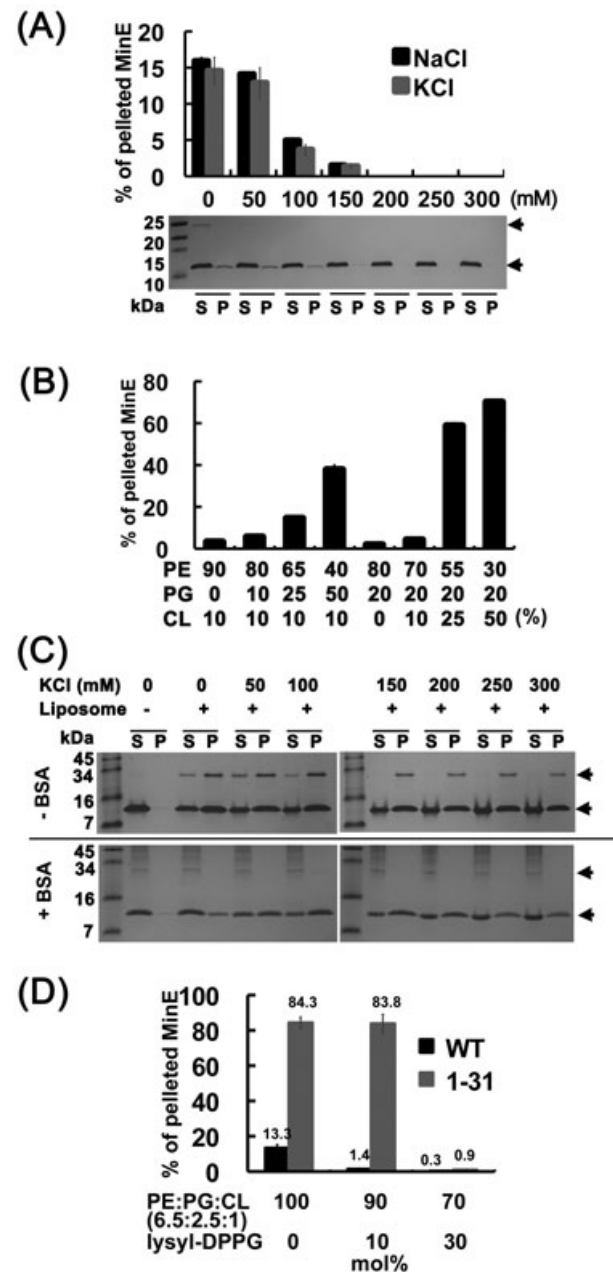 (A)
% of pelleted MinE
20
15
10
5
0
NaCl
KCl
0 50 100 150 200 250 300 (mM)
25
20
15
10
kDa S P S P S P S P S P S P S P
(B)
% of pelleted MinE
80
60
40
20
0
PE 90 80 65 40 80 70 55 30
PG 0 10 25 50 20 20 20 20
CL 10 10 10 10 0 10 25 50 (%)
(C)
KCl (mM) 0 0 50 100 150 200 250 300
Liposome - + + + + + + +
kDa S P S P S P S P S P S P S P S P
- BSA
45
34
16
7
+ BSA
45
34
16
7
(D)
% of pelleted MinE
100
80
60
40
20
0
84.3 83.8
13.3 1.4 0.3 0.9
WT
1-31
PE:PG:CL 100 90 70
(6.5:2.5:1)
lysyl-DPPG 0 10 30
mol%